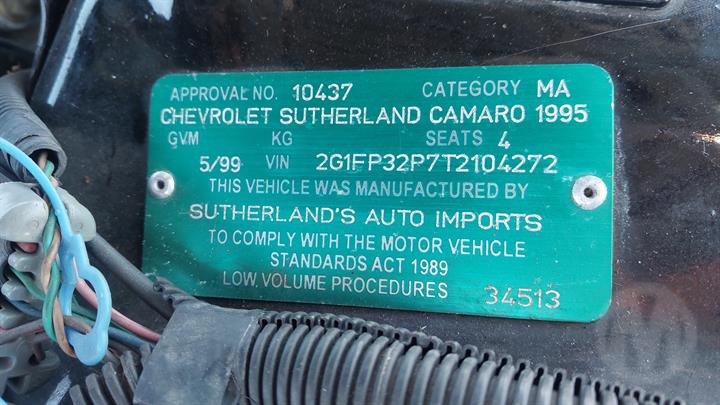 APPROVAL NO. 10437 CATEGORY MA
CHEVROLET SUTHERLAND CAMARO 1995
GVM KG SEATS 4
5/99 VIN 2G1FP32P7T2104272
THIS VEHICLE WAS MANUFACTURED BY
SUTHERLAND'S AUTO IMPORTS
TO COMPLY WITH THE MOTOR VEHICLE
STANDARDS ACT 1989
LOW VOLUME PROCEDURES 34513